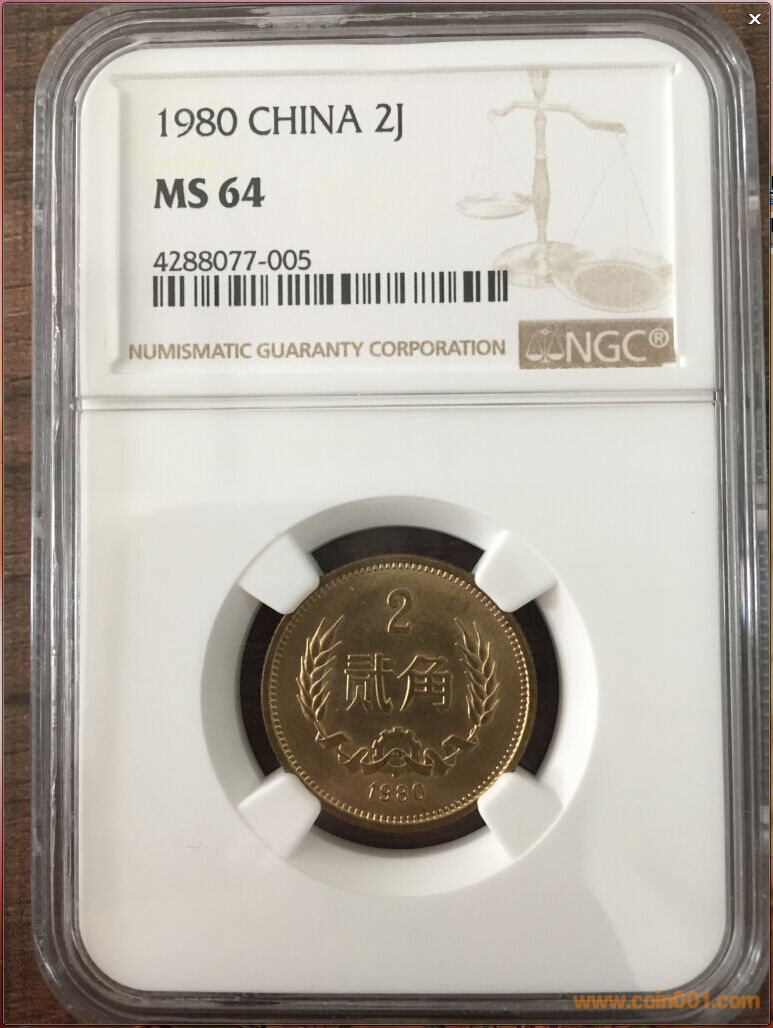 1980 CHINA 2J
MS 64
4288077-005
NUMISMATIC GUARANTY CORPORATION
NGC®
2
贰角
1980
www.coin001.com